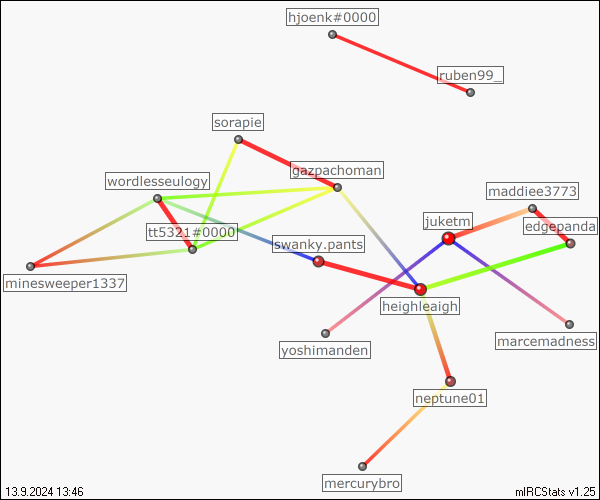 hjoenk#0000
ruben99_
sorapie
gazpachoman
wordlesseulogy
maddiee3773
juketm
edgepanda
tt5321#0000
swanky.pants
minesweeper1337
heighleaigh
yoshimanden
marcemadness
neptune01
mercurybro
13.9.2024 13:46
mIRCStats v1.25